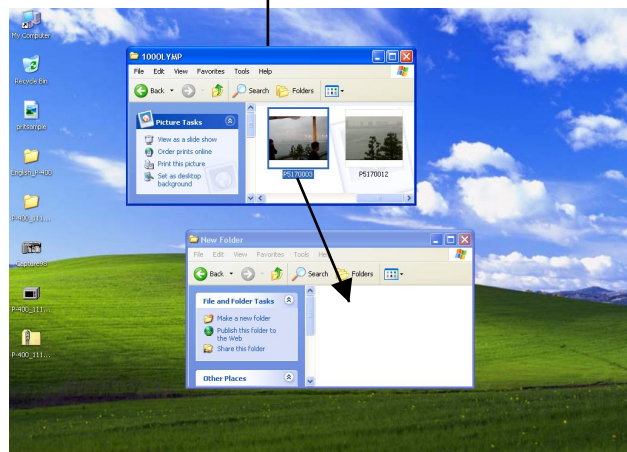 My Computer
Recycle Bin
pntsample
English_P-400
P-400_111...
Capture98
P-400_111...
P-400_111...
100OLYMP
File Edit View Favorites Tools Help
Back Search Folders
Picture Tasks
View as a slide show
Order prints online
Print this picture
Set as desktop
background
P5170003 P5170012
New Folder
File Edit View Favorites Tools Help
Back Search Folders
File and Folder Tasks
Make a new folder
Publish this folder to
the Web
Share this folder
Other Places